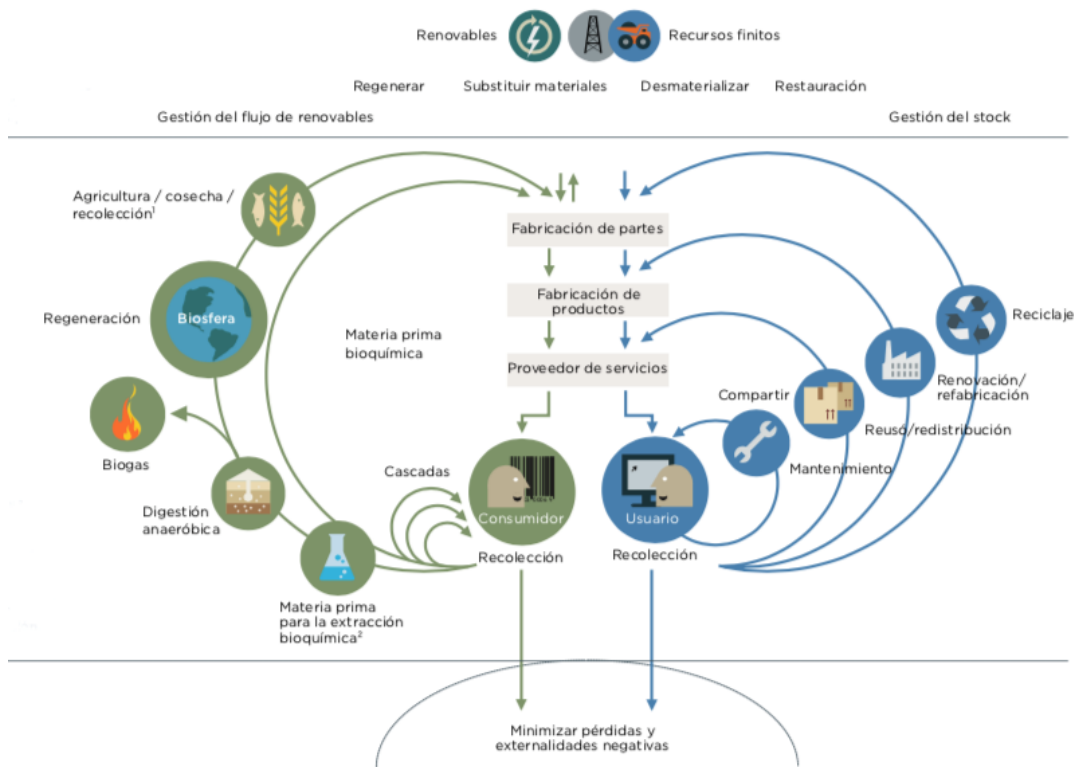 Renovables
Recursos finitos
Regenerar
Substituir materiales
Desmaterializar
Restauración
Gestión del flujo de renovables
Gestión del stock
Agricultura / cosecha /
recolección¹
Fabricación de partes
Regeneración
Biosfera
Fabricación de
productos
Reciclaje
Materia prima
bioquímica
Proveedor de servicios
Renovación/
refabricación
Compartir
Reuso/redistribución
Biogas
Cascadas
Mantenimiento
Digestión
anaeróbica
Consumidor
Usuario
Recolección
Recolección
Materia prima
para la extracción
bioquímica²
Minimizar pérdidas y
externalidades negativas